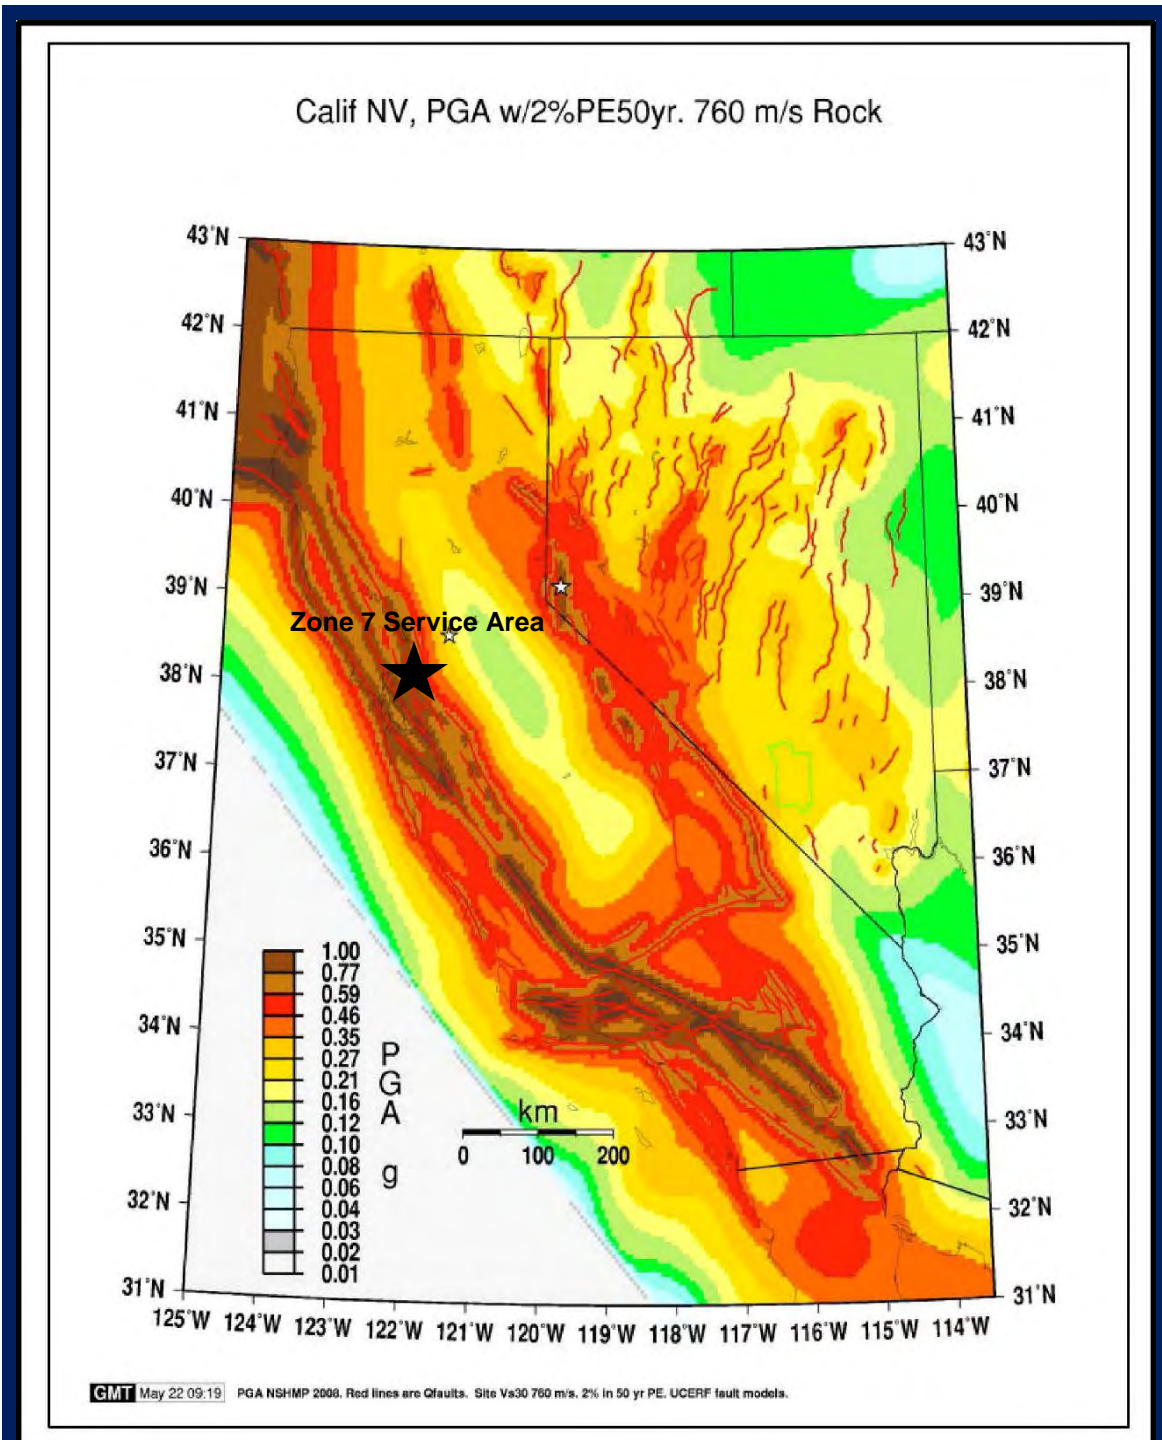 Calif NV, PGA w/2%PE50yr. 760 m/s Rock
43°N
43°N
42°N
42°N
41°N
41°N
40°N
40°N
39°N
39°N
Zone 7 Service Area
38°N
38°N
37°N
37°N
36°N
36°N
35°N
35°N
34°N
34°N
33°N
33°N
32°N
32°N
31°N
31°N
1.00
0.77
0.59
0.46
0.35
0.27
0.21
0.16
0.12
0.10
0.08
0.06
0.04
0.03
0.02
0.01
P
G
A
g
km
0 100 200
125°W 124°W 123°W 122°W 121°W 120°W 119°W 118°W 117°W 116°W 115°W 114°W
GMT May 22 09:19 PGA NSHMP 2008. Red lines are Qfaults. Site Vs30 760 m/s. 2% in 50 yr PE. UCERF fault models.